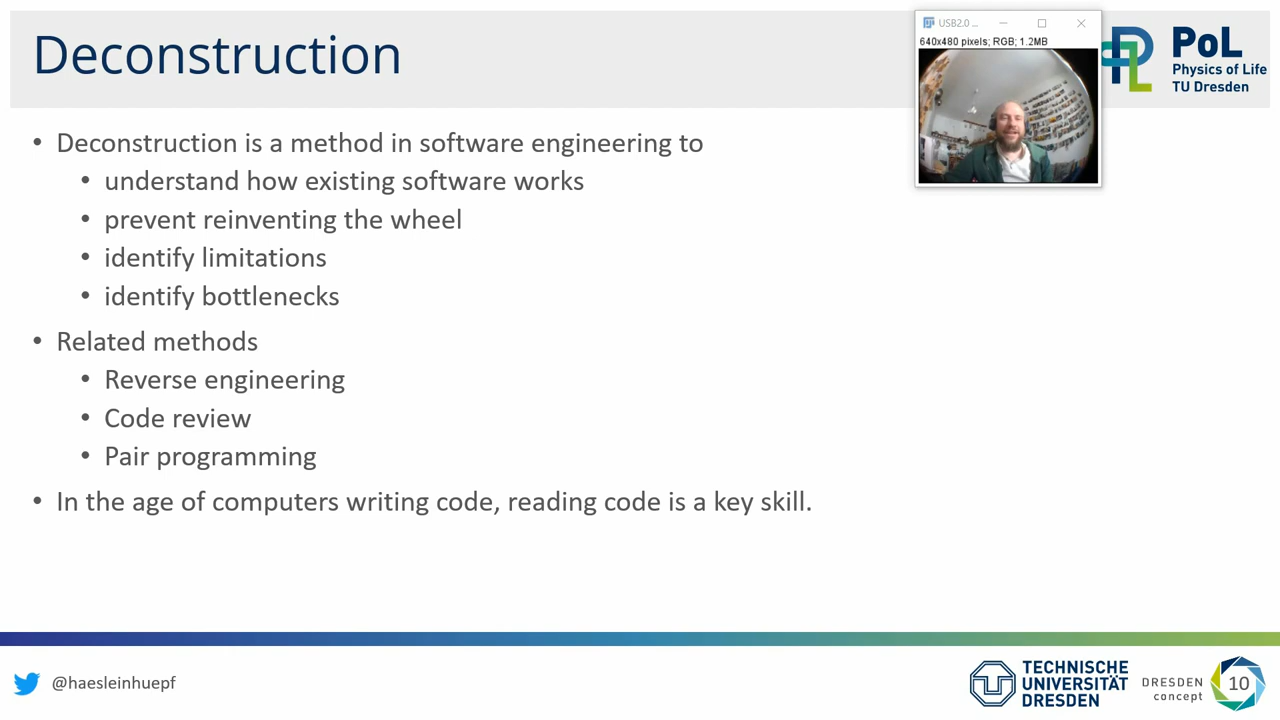 Deconstruction
USB2.0 ...
640x480 pixels; RGB; 1.2MB
PoL
Physics of Life
TU Dresden
• Deconstruction is a method in software engineering to
• understand how existing software works
• prevent reinventing the wheel
• identify limitations
• identify bottlenecks
• Related methods
• Reverse engineering
• Code review
• Pair programming
• In the age of computers writing code, reading code is a key skill.
@haesleinhuepf
TECHNISCHE
UNIVERSITÄT
DRESDEN
DRESDEN
concept
10